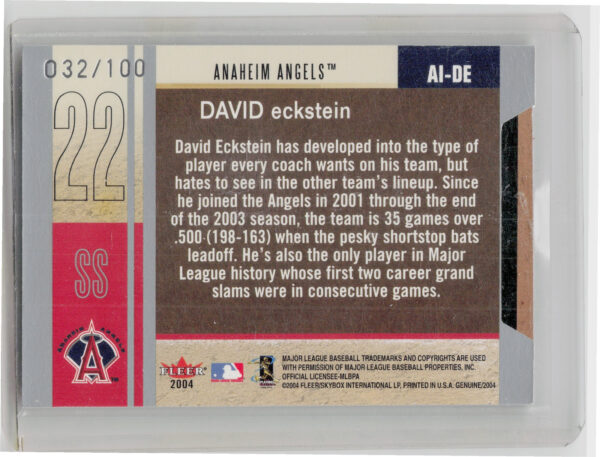 032/100
ANAHEIM ANGELS™
AI-DE
22
SS
DAVID eckstein
David Eckstein has developed into the type of
player every coach wants on his team, but
hates to see in the other team's lineup. Since
he joined the Angels in 2001 through the end
of the 2003 season, the team is 35 games over
.500 (198-163) when the pesky shortstop bats
leadoff. He's also the only player in Major
League history whose first two career grand
slams were in consecutive games.
ANAHEIM ANGELS
A
™
FLEER
2004
MAJOR LEAGUE BASEBALL TRADEMARKS AND COPYRIGHTS ARE USED
WITH PERMISSION OF MAJOR LEAGUE BASEBALL PROPERTIES, INC.
OFFICIAL LICENSEE-MLBPA
©2004 FLEER/SKYBOX INTERNATIONAL LP, PRINTED IN U.S.A. GENUINE/2004